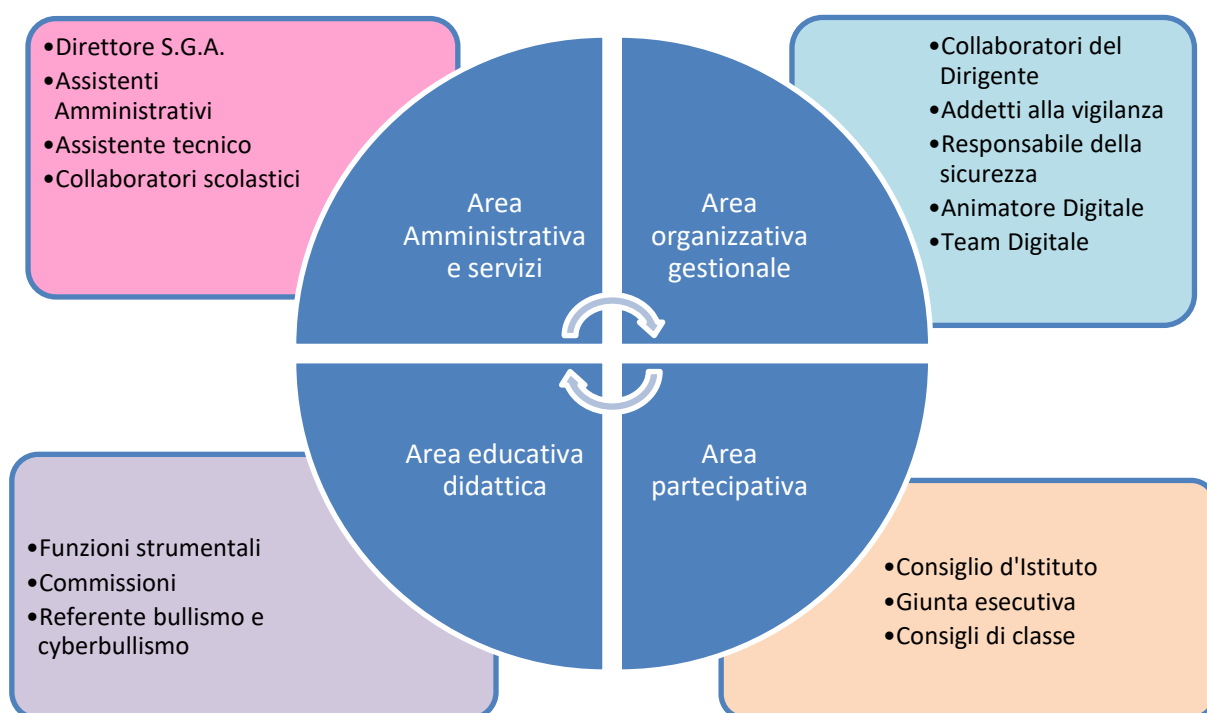 •Direttore S.G.A.
•Assistenti
Amministrativi
•Assistente tecnico
•Collaboratori scolastici
•Collaboratori del
Dirigente
•Addetti alla vigilanza
•Responsabile della
sicurezza
•Animatore Digitale
•Team Digitale
Area
Amministrativa
e servizi
Area
organizzativa
gestionale
Area educativa
didattica
Area
partecipativa
•Funzioni strumentali
•Commissioni
•Referente bullismo e
cyberbullismo
•Consiglio d'Istituto
•Giunta esecutiva
•Consigli di classe